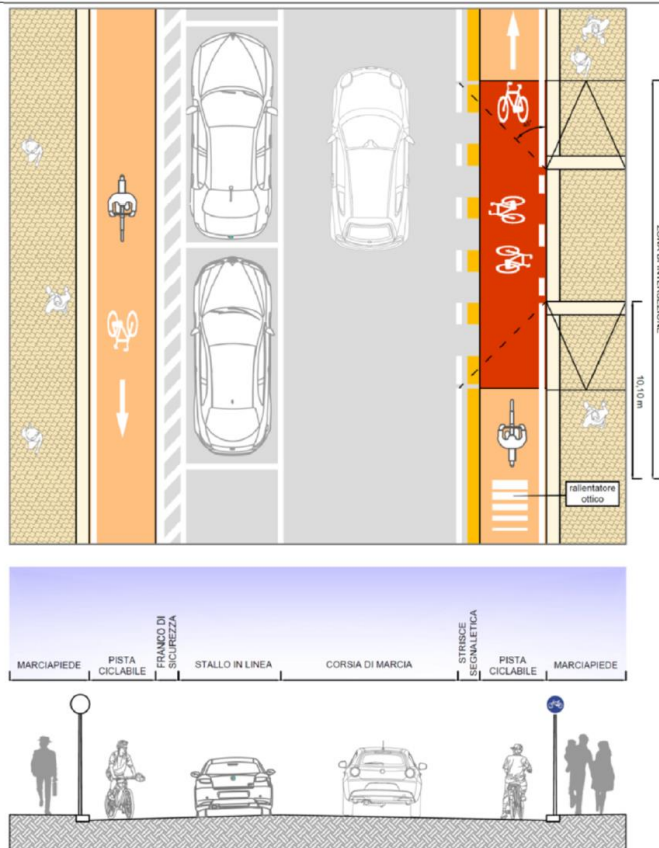 10,10 m
rallentatore
ottico
MARCIAPIEDE
PISTA
CICLABILE
FRANCO DI
SICUREZZA
STALLO IN LINEA
CORSIA DI MARCIA
STRISCE
SEGNALETICA
PISTA
CICLABILE
MARCIAPIEDE